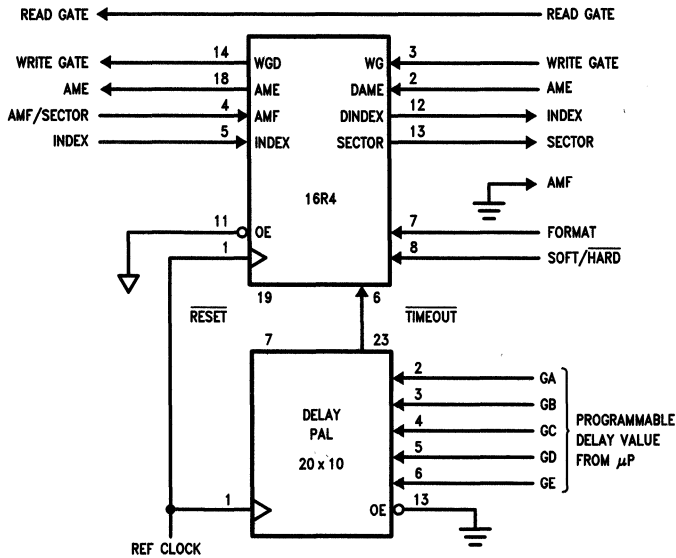 READ GATE READ GATE
14 WGD WG 3
WRITE GATE WRITE GATE
18 AME DAME 2
AME AME
4 AMF DINDEX 12
AMF/SECTOR INDEX
5 INDEX SECTOR 13
INDEX SECTOR
AMF
16R4
11 OE 7 FORMAT
1 8 SOFT/HARD
19 6
RESET TIMEOUT
7 23
2 GA
3 GB
DELAY
PAL
20 x 10
4 GC
5 GD
6 GE
PROGRAMMABLE
DELAY VALUE
FROM μP
1 OE 13
REF CLOCK